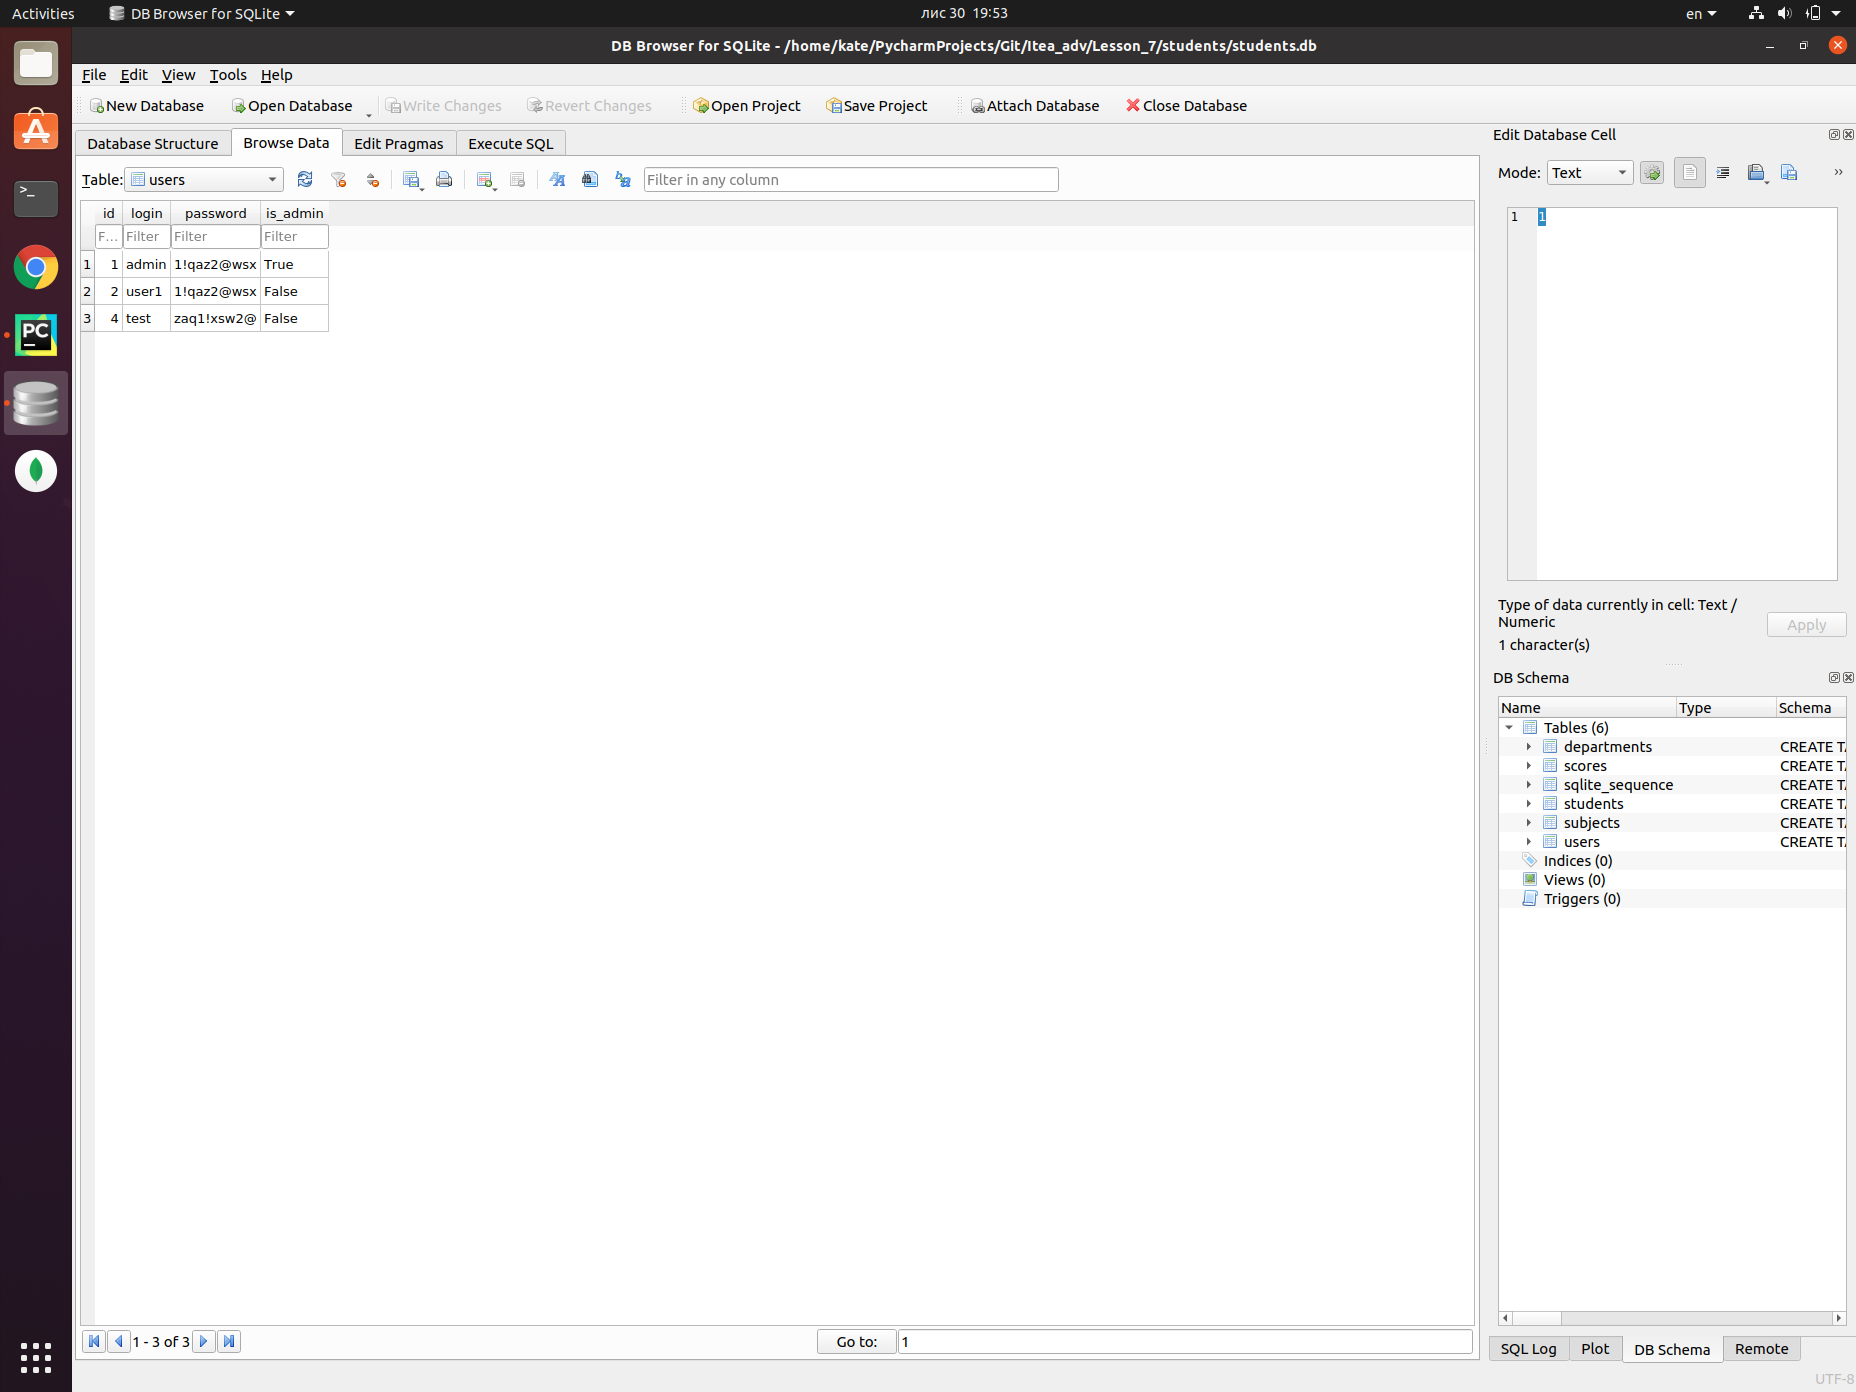 Activities DB Browser for SQLite лис 30 19:53 en
DB Browser for SQLite - /home/kate/PycharmProjects/Git/Itea_adv/Lesson_7/students/students.db
File Edit View Tools Help
New Database Open Database Write Changes Revert Changes Open Project Save Project Attach Database Close Database
Database Structure Browse Data Edit Pragmas Execute SQL
Table: users Filter in any column
id login password is_admin
F... Filter Filter Filter
1 1 admin 1!qaz2@wsx True
2 2 user1 1!qaz2@wsx False
3 4 test zaq1!xsw2@ False
1 - 3 of 3 Go to: 1
Edit Database Cell
Mode: Text
1 1
Type of data currently in cell: Text /
Numeric
Apply
1 character(s)
DB Schema
Name Type Schema
Tables (6)
departments CREATE TA
scores CREATE TA
sqlite_sequence CREATE TA
students CREATE TA
subjects CREATE TA
users CREATE TA
Indices (0)
Views (0)
Triggers (0)
SQL Log Plot DB Schema Remote
UTF-8
PC